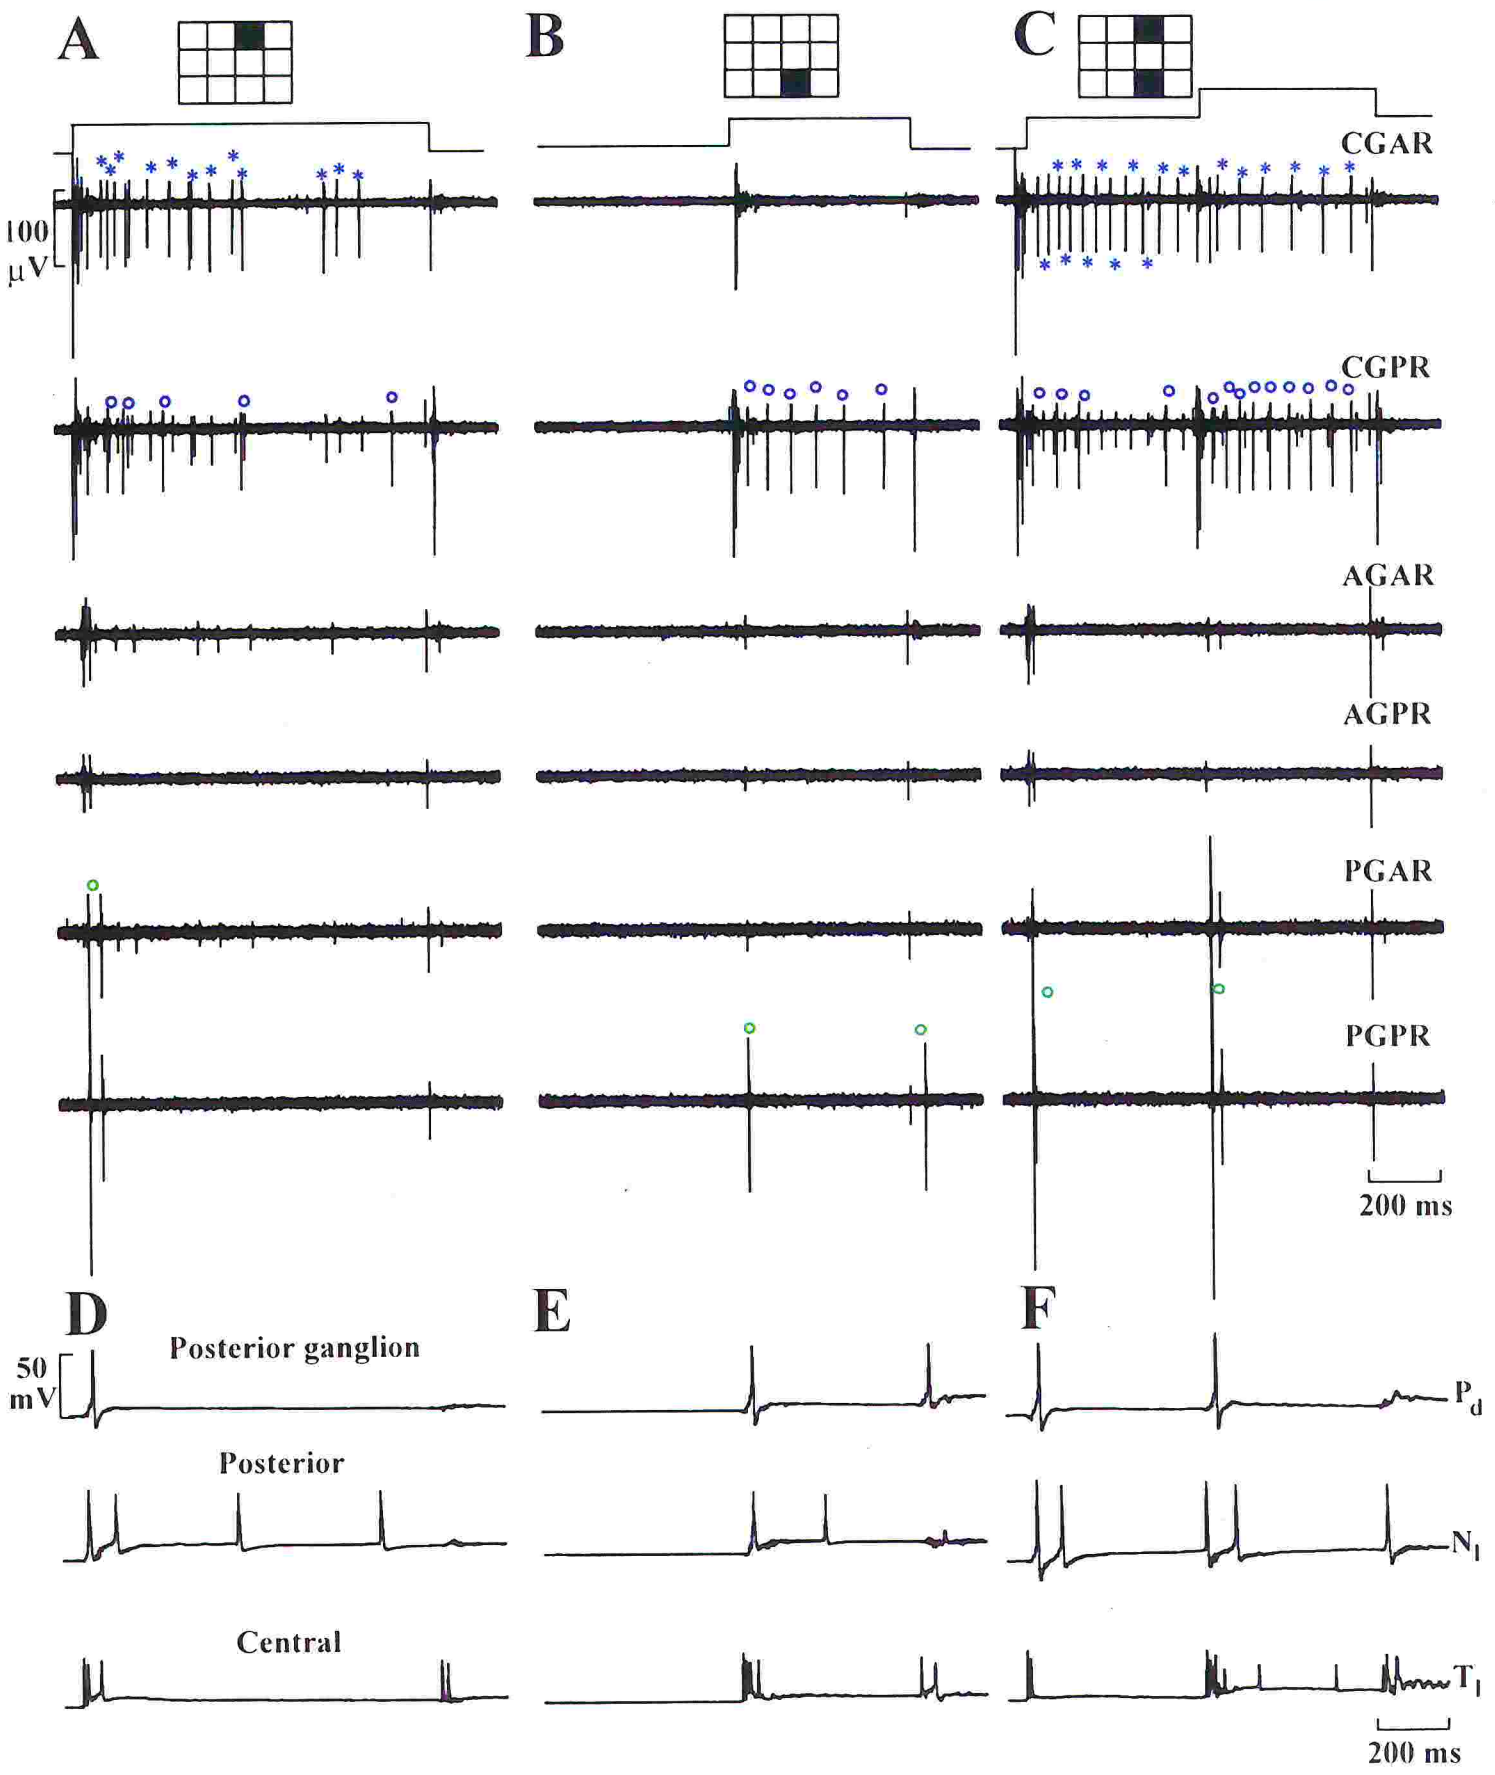 A
B
C
CGAR
100
μV
CGPR
AGAR
AGPR
PGAR
PGPR
200 ms
D
E
F
Posterior ganglion
50
mV
Pd
Posterior
Nl
Central
Tl
200 ms